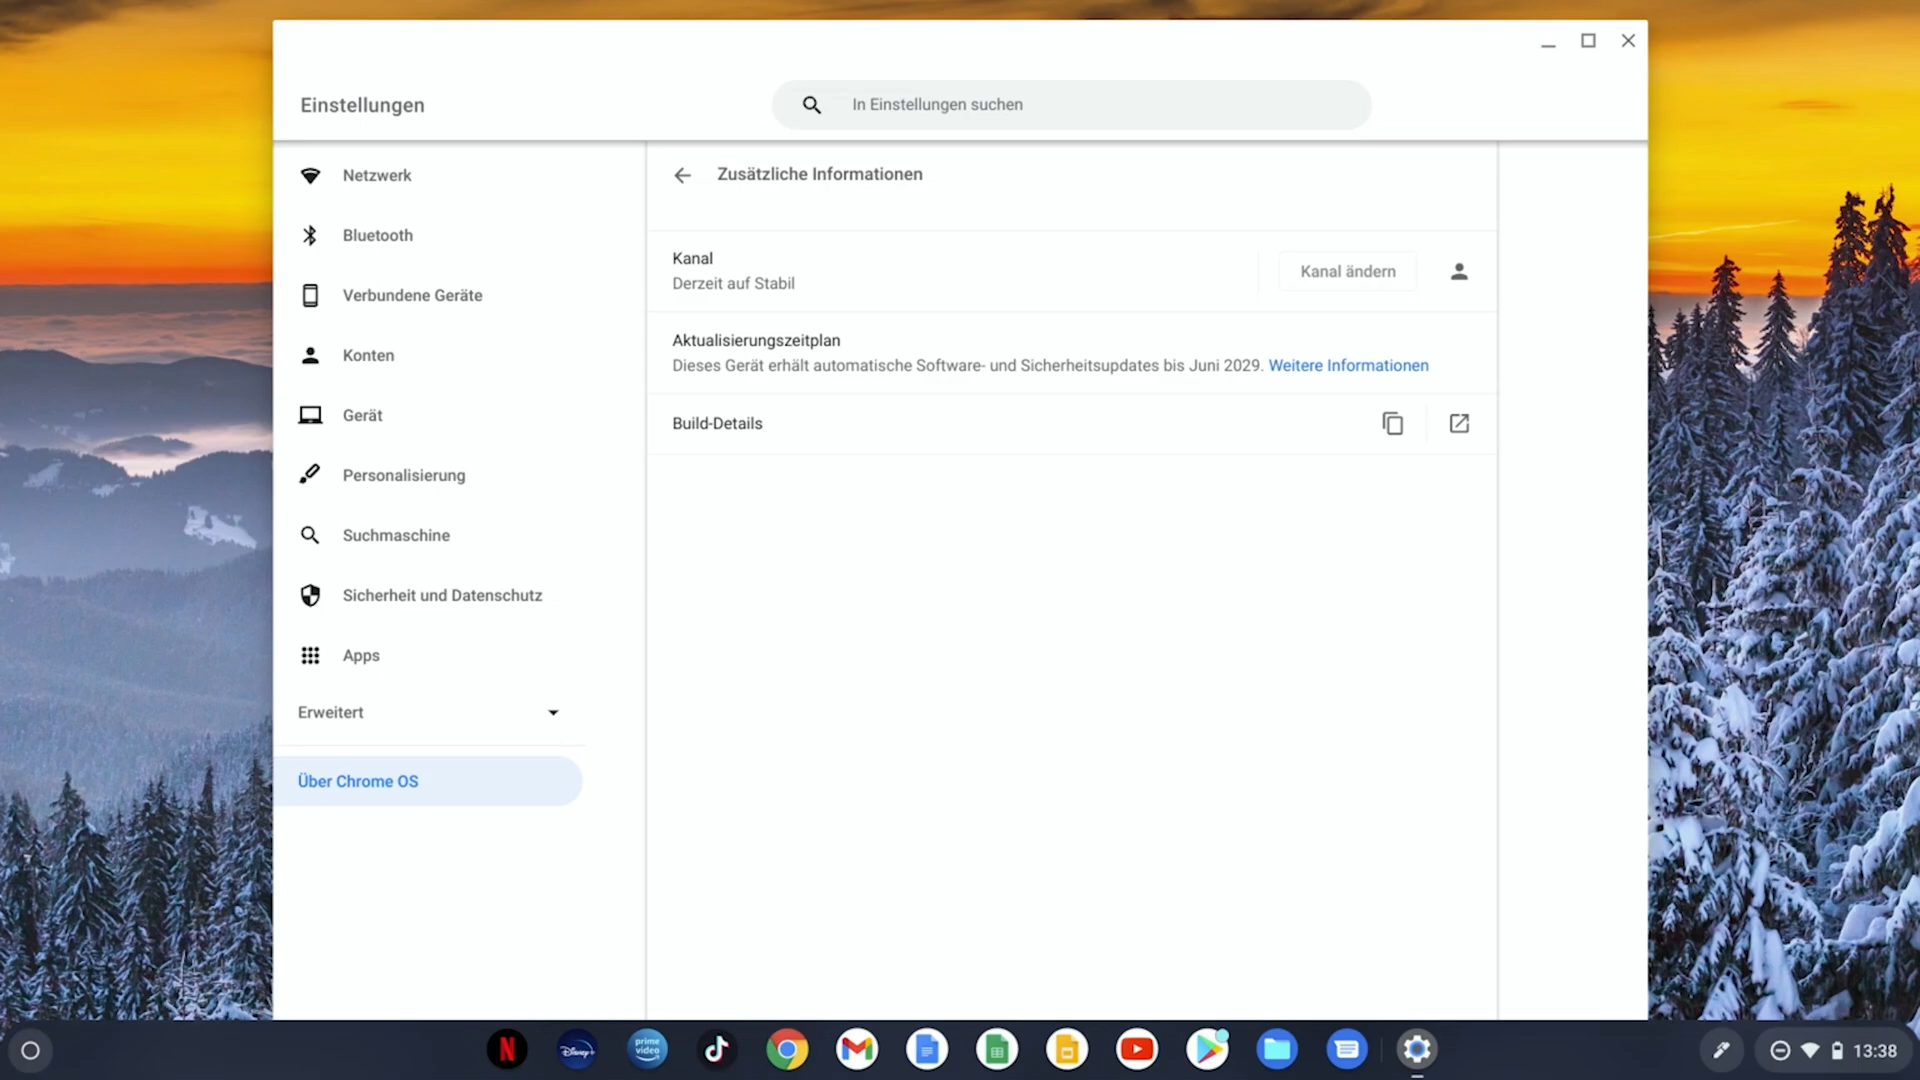 Einstellungen
In Einstellungen suchen
Netzwerk
Bluetooth
Verbundene Geräte
Konten
Gerät
Personalisierung
Suchmaschine
Sicherheit und Datenschutz
Apps
Erweitert
Über Chrome OS
Zusätzliche Informationen
Kanal
Derzeit auf Stabil
Kanal ändern
Aktualisierungszeitplan
Dieses Gerät erhält automatische Software- und Sicherheitsupdates bis Juni 2029. Weitere Informationen
Build-Details
N
Disney+
prime video
13:38